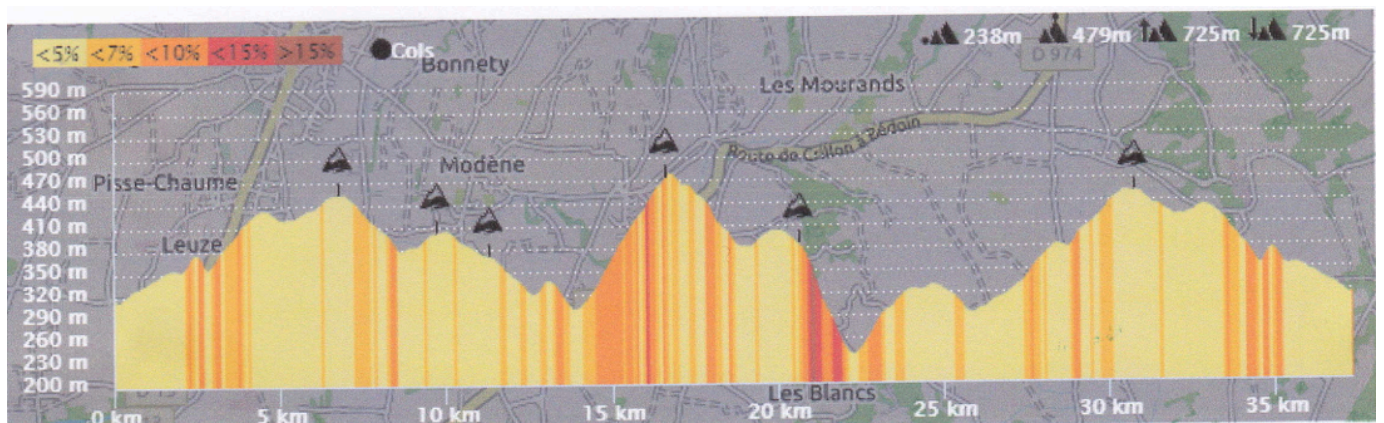 <5% <7% <10% <15% >15% Cols 238m 479m 725m 725m
D 974
Bonnety
Les Mourands
590 m
560 m
530 m
Route de Crillon à Bédoin
500 m
Modène
470 m
Pisse-Chaume
440 m
410 m
Leuze
380 m
350 m
320 m
290 m
260 m
230 m
200 m
Les Blancs
0 km 5 km 10 km 15 km 20 km 25 km 30 km 35 km